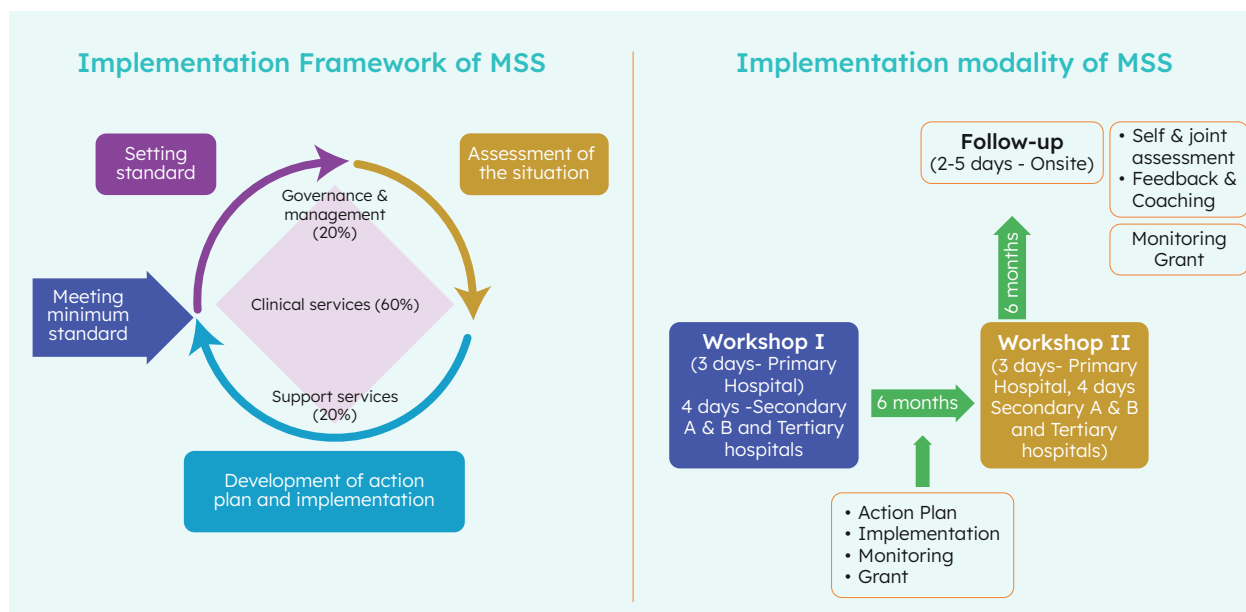 Implementation Framework of MSS
Setting
standard
Assessment of
the situation
Governance &
management
(20%)
Meeting
minimum
standard
Clinical services (60%)
Support services
(20%)
Development of action
plan and implementation
Implementation modality of MSS
Follow-up
(2-5 days - Onsite)
• Self & joint
assessment
• Feedback &
Coaching
Monitoring
Grant
6 months
Workshop I
(3 days- Primary
Hospital)
4 days -Secondary
A & B and Tertiary
hospitals
6 months
Workshop II
(3 days- Primary
Hospital, 4 days
Secondary A & B
and Tertiary
hospitals)
• Action Plan
• Implementation
• Monitoring
• Grant